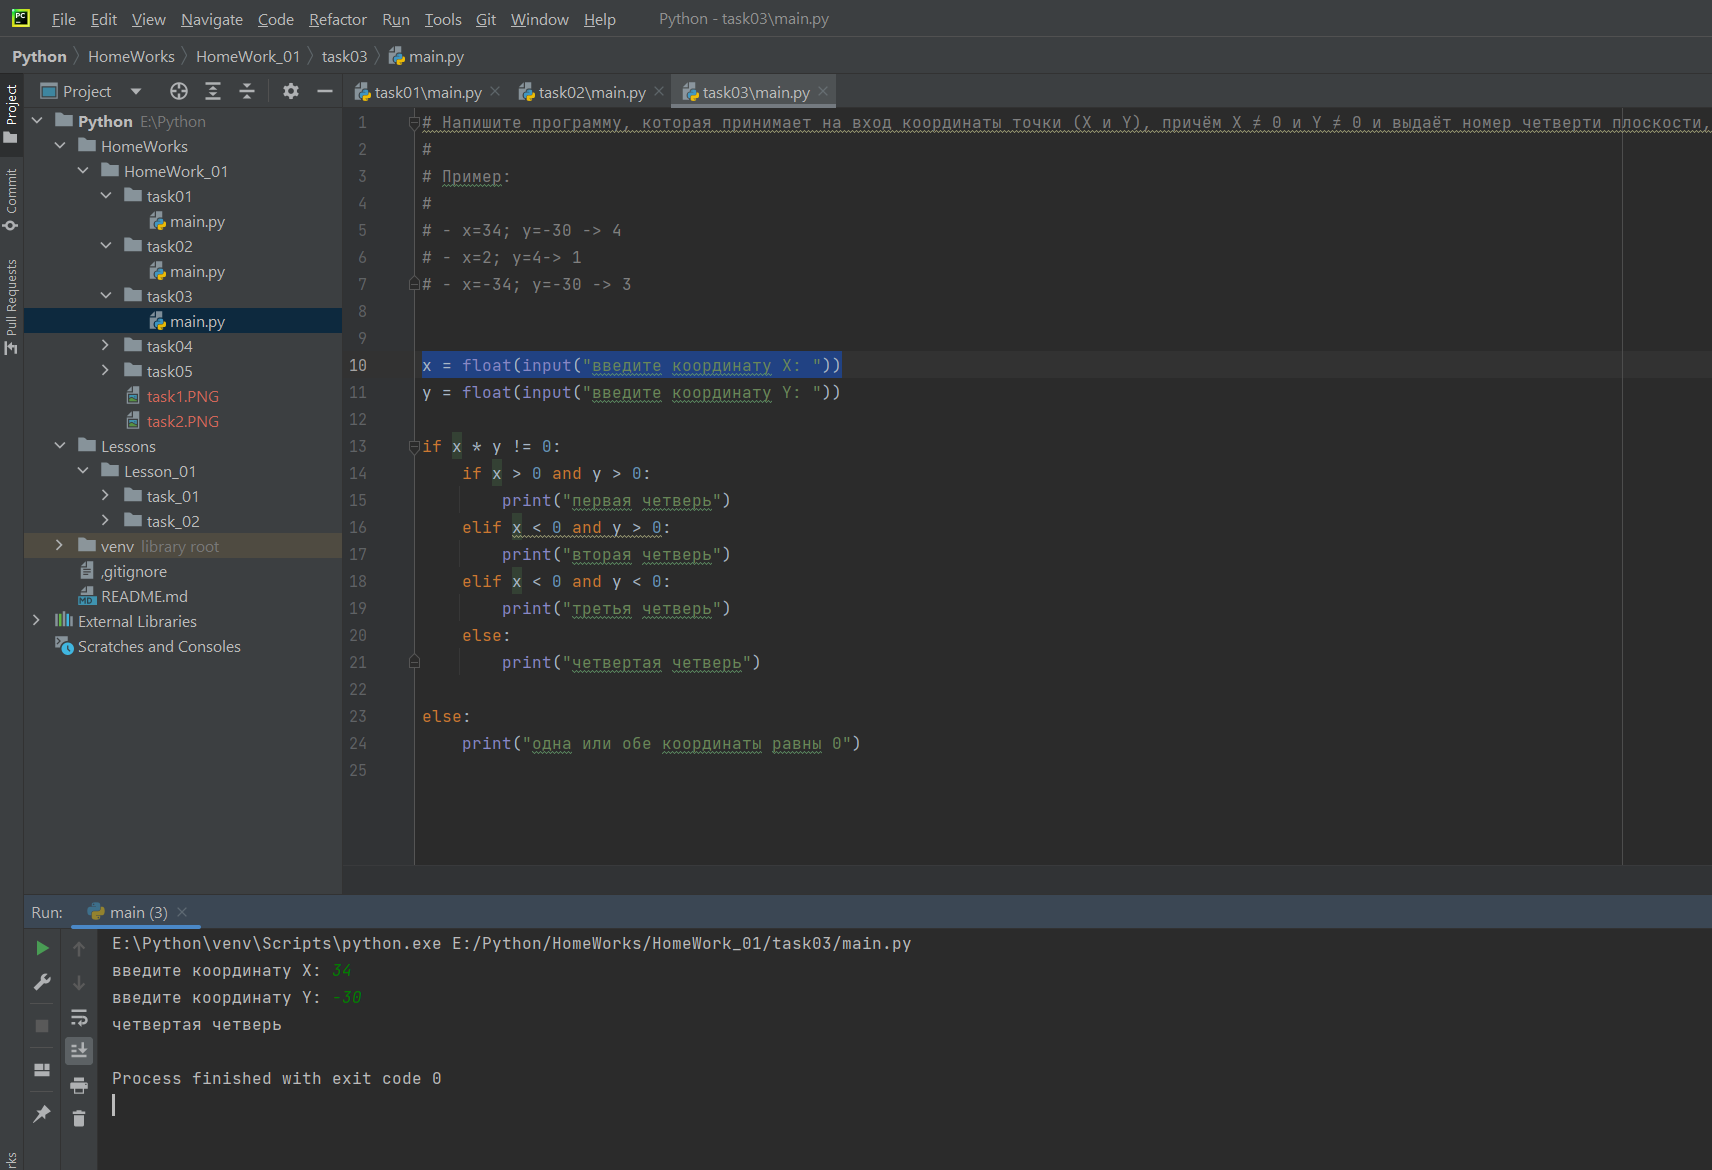 PC File Edit View Navigate Code Refactor Run Tools Git Window Help Python - task03\main.py
Python HomeWorks HomeWork_01 task03 main.py
Project
Commit
Pull Requests
Project
Python E:\Python
HomeWorks
HomeWork_01
task01
main.py
task02
main.py
task03
main.py
task04
task05
task1.PNG
task2.PNG
Lessons
Lesson_01
task_01
task_02
venv library root
.gitignore
README.md
External Libraries
Scratches and Consoles
task01\main.py task02\main.py task03\main.py
1 # Напишите программу, которая принимает на вход координаты точки (X и Y), причём X ≠ 0 и Y ≠ 0 и выдаёт номер четверти плоскости,
2 #
3 # Пример:
4 #
5 # - x=34; y=-30 -> 4
6 # - x=2; y=4-> 1
7 # - x=-34; y=-30 -> 3
8
9
10 x = float(input("введите координату X: "))
11 y = float(input("введите координату Y: "))
12
13 if x * y != 0:
14 if x > 0 and y > 0:
15 print("первая четверь")
16 elif x < 0 and y > 0:
17 print("вторая четверь")
18 elif x < 0 and y < 0:
19 print("третья четверь")
20 else:
21 print("четвертая четверь")
22
23 else:
24 print("одна или обе координаты равны 0")
25
Run: main (3)
E:\Python\venv\Scripts\python.exe E:/Python/HomeWorks/HomeWork_01/task03/main.py
введите координату X: 34
введите координату Y: -30
четвертая четверь
Process finished with exit code 0